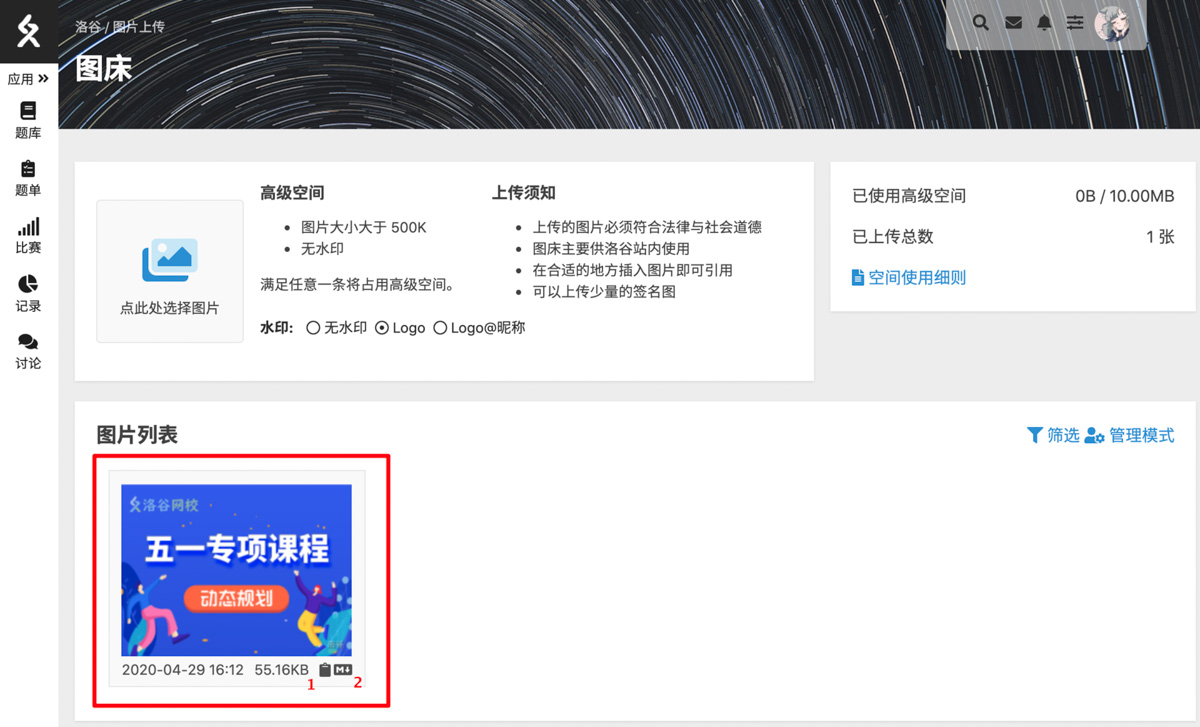 洛谷 / 图片上传
图床
应用
题库
题单
比赛
记录
讨论
点此处选择图片
高级空间
图片大小大于 500K
无水印
满足任意一条将占用高级空间。
上传须知
上传的图片必须符合法律与社会道德
图床主要供洛谷站内使用
在合适的地方插入图片即可引用
可以上传少量的签名图
水印: 无水印 Logo Logo@昵称
已使用高级空间 0B / 10.00MB
已上传总数 1 张
空间使用细则
图片列表
筛选 管理模式
洛谷网校
五一专项课程
动态规划
2020-04-29 16:12 55.16KB
1 2